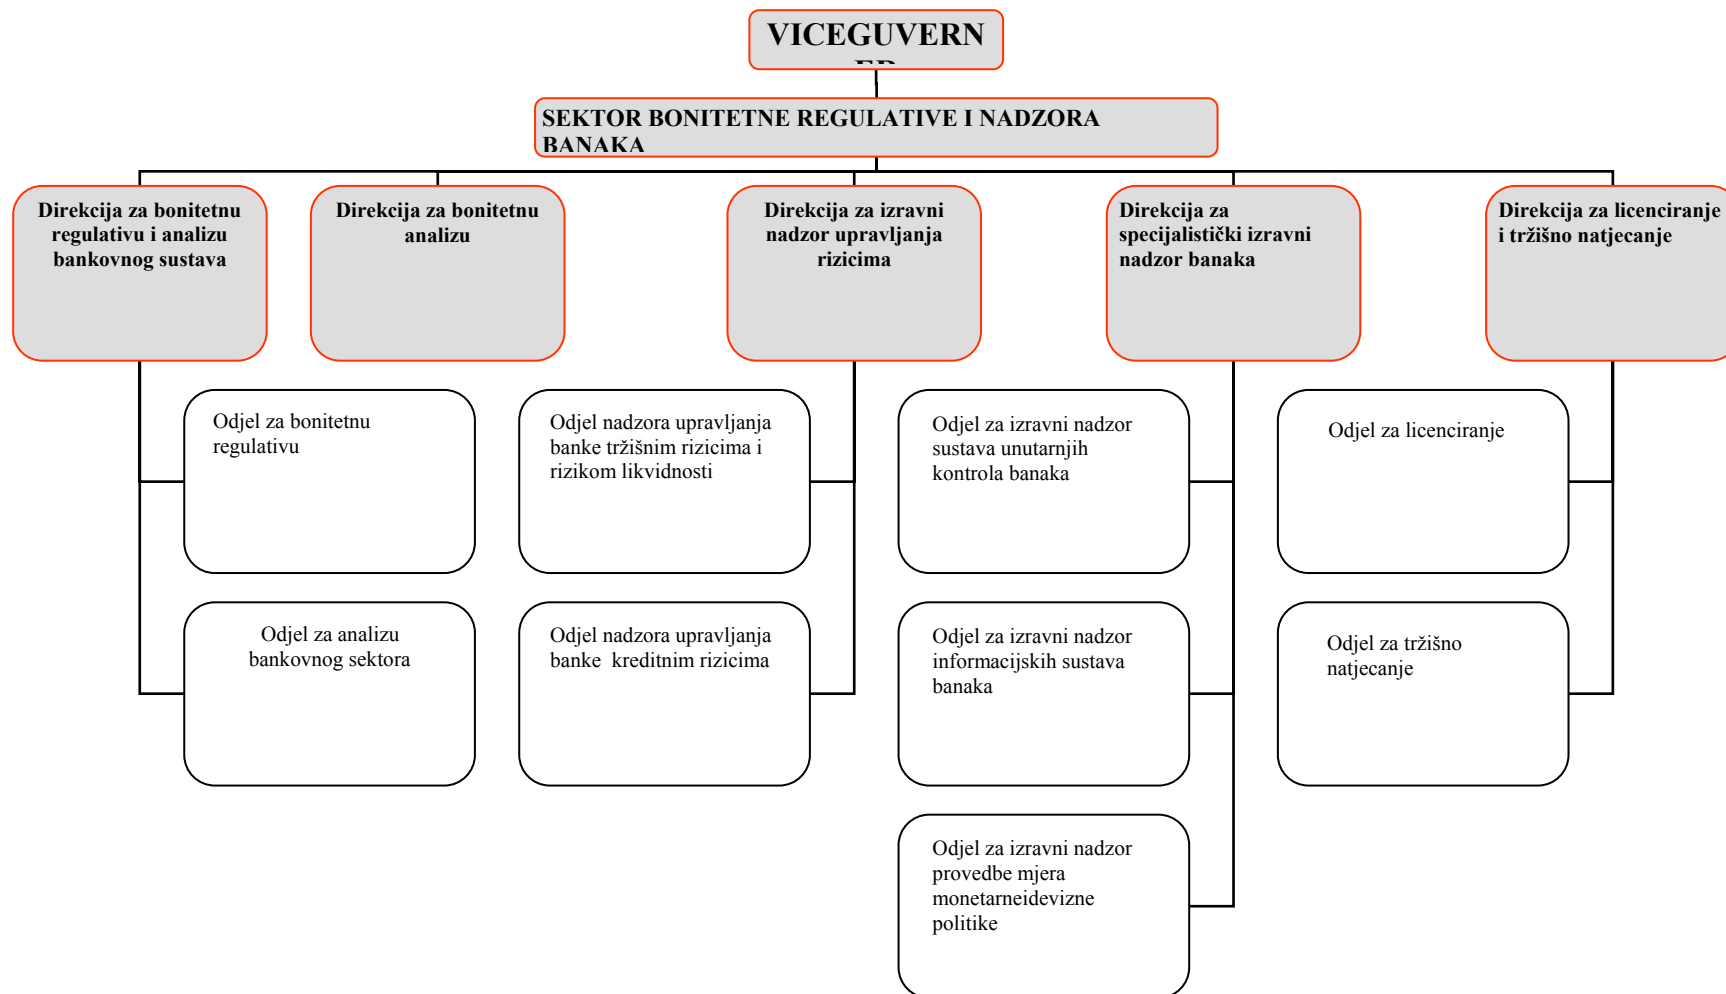 VICEGUVERN
SEKTOR BONITETNE REGULATIVE I NADZORA
BANAKA
Direkcija za bonitetnu
regulativu i analizu
bankovnog sustava
Direkcija za bonitetnu
analizu
Direkcija za izravni
nadzor upravljanja
rizicima
Direkcija za
specijalistički izravni
nadzor banaka
Direkcija za licenciranje
i tržišno natjecanje
Odjel za bonitetnu
regulativu
Odjel nadzora upravljanja
banke tržišnim rizicima i
rizikom likvidnosti
Odjel za izravni nadzor
sustava unutarnjih
kontrola banaka
Odjel za licenciranje
Odjel za analizu
bankovnog sektora
Odjel nadzora upravljanja
banke  kreditnim rizicima
Odjel za izravni nadzor
informacijskih sustava
banaka
Odjel za tržišno
natjecanje
Odjel za izravni nadzor
provedbe mjera
monetarneidevizne
politike